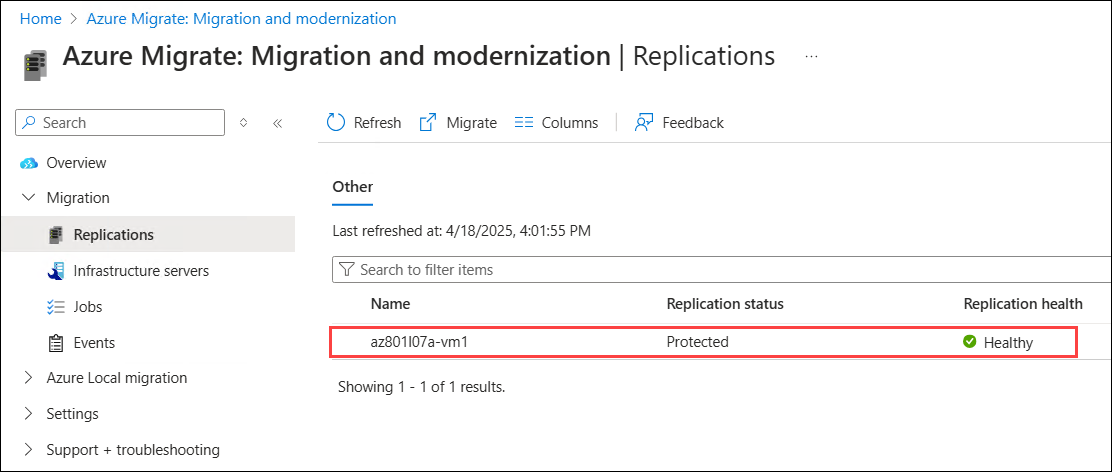 Home > Azure Migrate: Migration and modernization
Azure Migrate: Migration and modernization | Replications ...
Search
Refresh Migrate Columns Feedback
Overview
Migration
Replications
Infrastructure servers
Jobs
Events
Azure Local migration
Settings
Support + troubleshooting
Other
Last refreshed at: 4/18/2025, 4:01:55 PM
Search to filter items
Name Replication status Replication health
az801l07a-vm1 Protected Healthy
Showing 1 - 1 of 1 results.